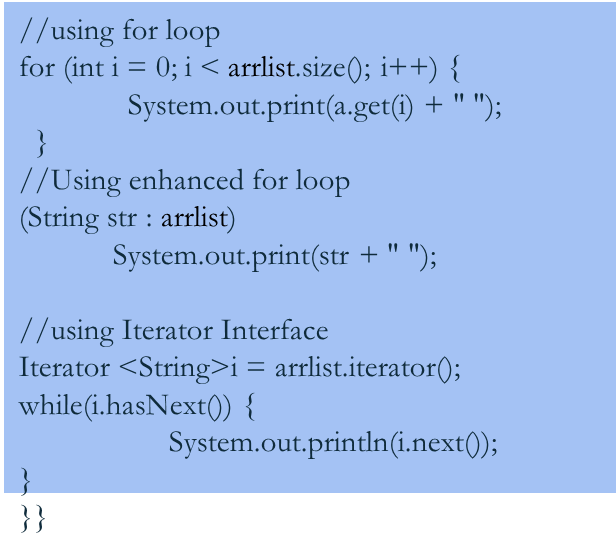 //using for loop
for (int i = 0; i < arrlist.size(); i++) {
System.out.print(a.get(i) + " ");
}
//Using enhanced for loop
(String str : arrlist)
System.out.print(str + " ");
//using Iterator Interface
Iterator <String>i = arrlist.iterator();
while(i.hasNext()) {
System.out.println(i.next());
}
}}